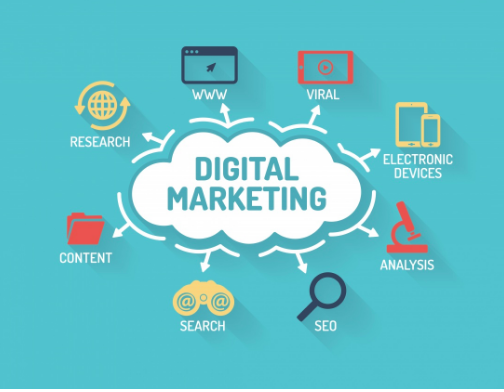 WWW
VIRAL
RESEARCH
ELECTRONIC
DEVICES
DIGITAL
MARKETING
CONTENT
ANALYSIS
@ @
SEARCH
SEO